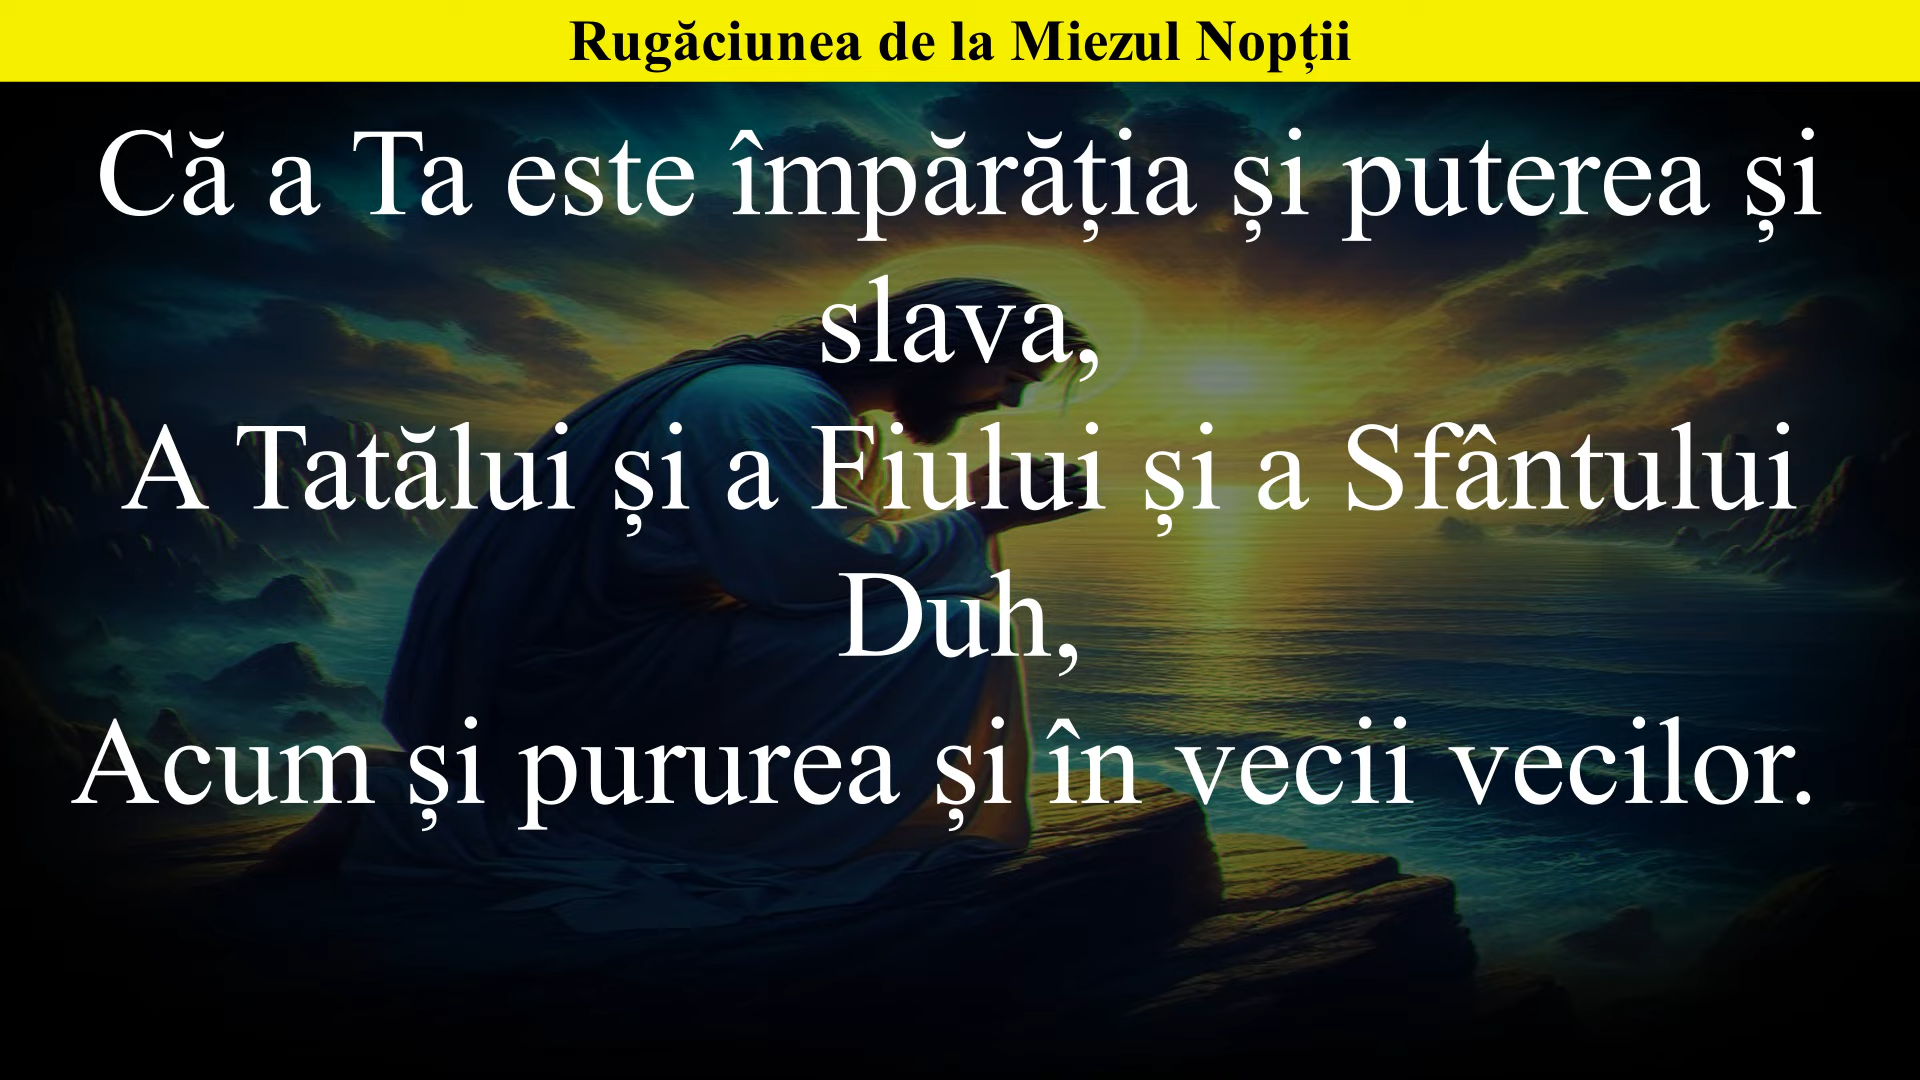 Rugăciunea de la Miezul Nopții
Că a Ta este împărăția și puterea și
slava,
A Tatălui și a Fiului și a Sfântului
Duh,
Acum și pururea și în vecii vecilor.